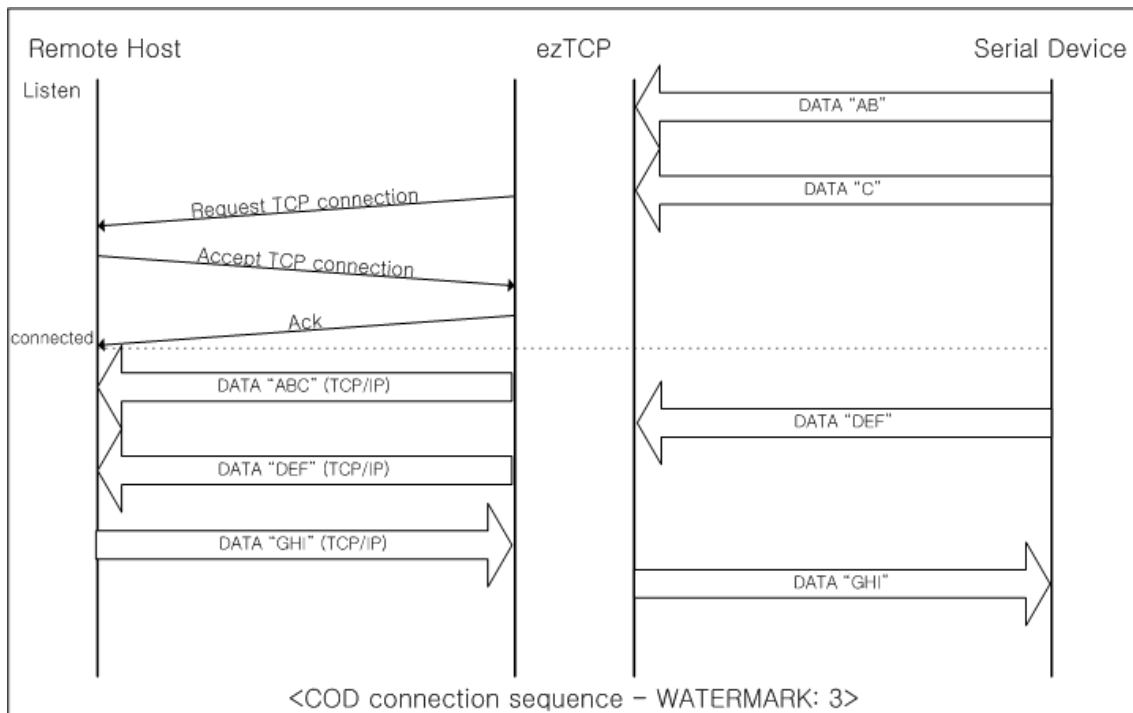 Remote Host
ezTCP
Serial Device
Listen
DATA “AB”
DATA “C”
Request TCP connection
Accept TCP connection
Ack
connected
DATA “ABC” (TCP/IP)
DATA “DEF”
DATA “DEF” (TCP/IP)
DATA “GHI” (TCP/IP)
DATA “GHI”
<COD connection sequence – WATERMARK: 3>